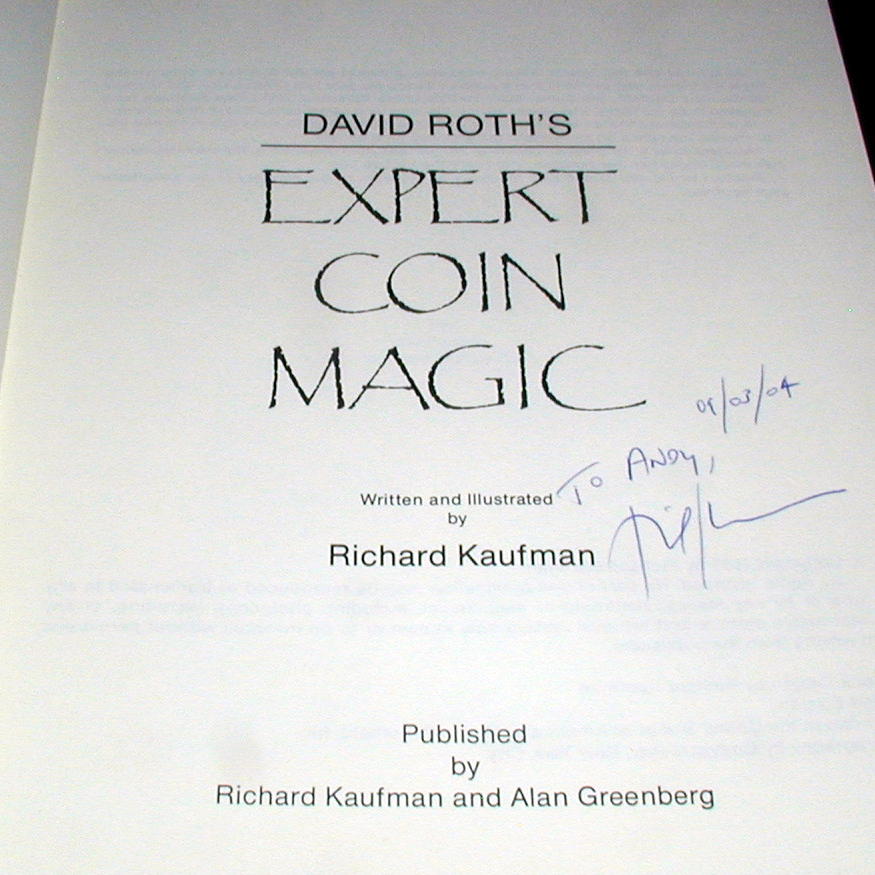 DAVID ROTH'S
EXPERT
COIN
MAGIC
09/03/04
TO ANDY,
Written and Illustrated
by
Richard Kaufman
Published
by
Richard Kaufman and Alan Greenberg